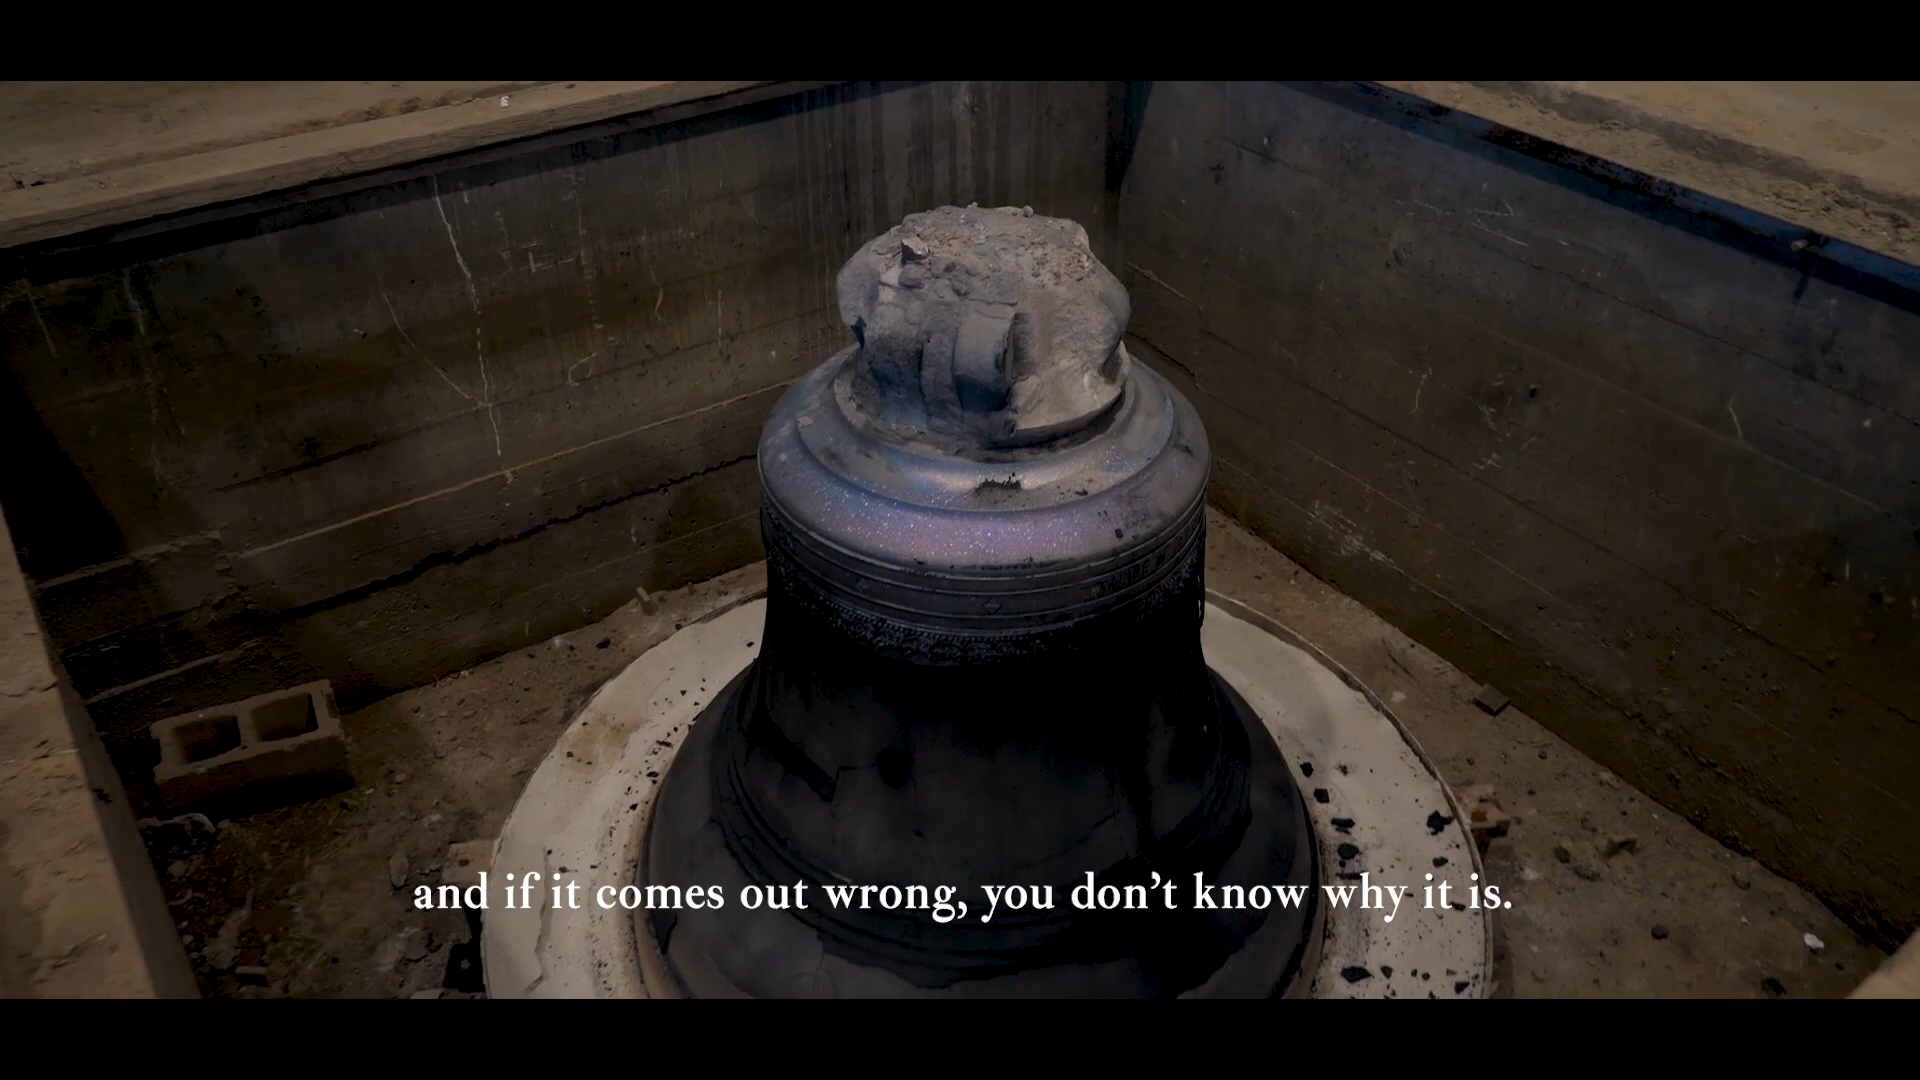 and if it comes out wrong, you don’t know why it is.